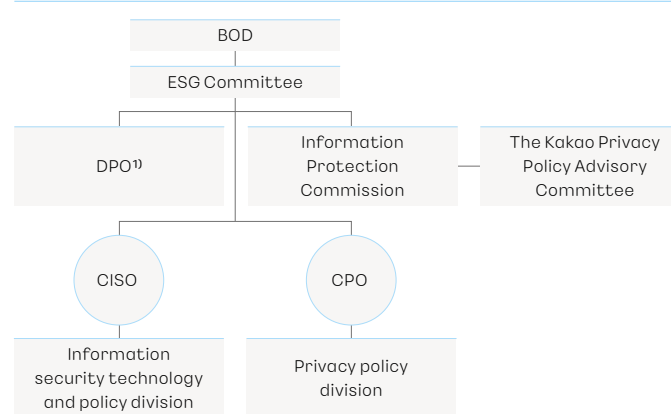 BOD
ESG Committee
DPO¹⁾
Information
Protection
Commission
The Kakao Privacy
Policy Advisory
Committee
CISO
CPO
Information
security technology
and policy division
Privacy policy
division